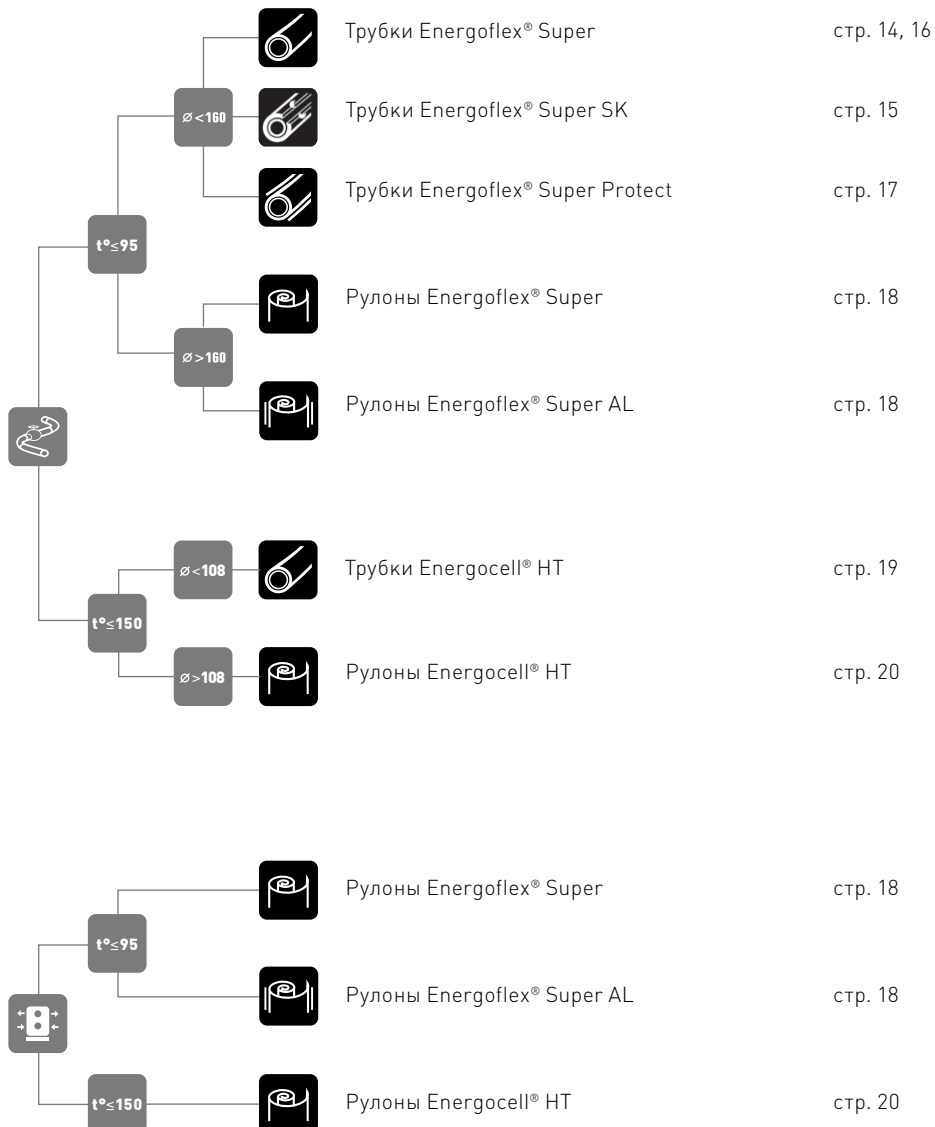 Трубки Energoflex® Super стр. 14, 16
ø<160 Трубки Energoflex® Super SK стр. 15
Трубки Energoflex® Super Protect стр. 17
t°≤95
Рулоны Energoflex® Super стр. 18
ø>160
Рулоны Energoflex® Super AL стр. 18
ø<108 Трубки Energocell® HT стр. 19
t°≤150
ø>108 Рулоны Energocell® HT стр. 20
Рулоны Energoflex® Super стр. 18
t°≤95
Рулоны Energoflex® Super AL стр. 18
t°≤150 Рулоны Energocell® HT стр. 20